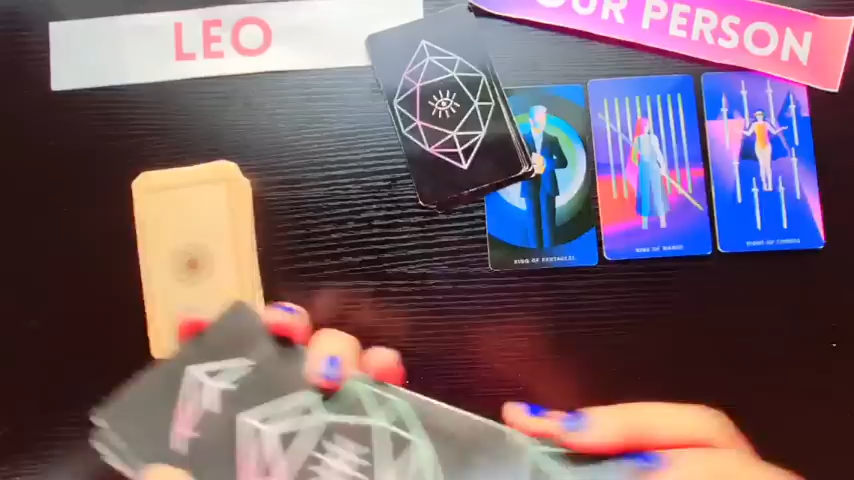 LEO
OUR PERSON
KING OF PENTACLES
NINE OF WANDS
EIGHT OF SWORDS